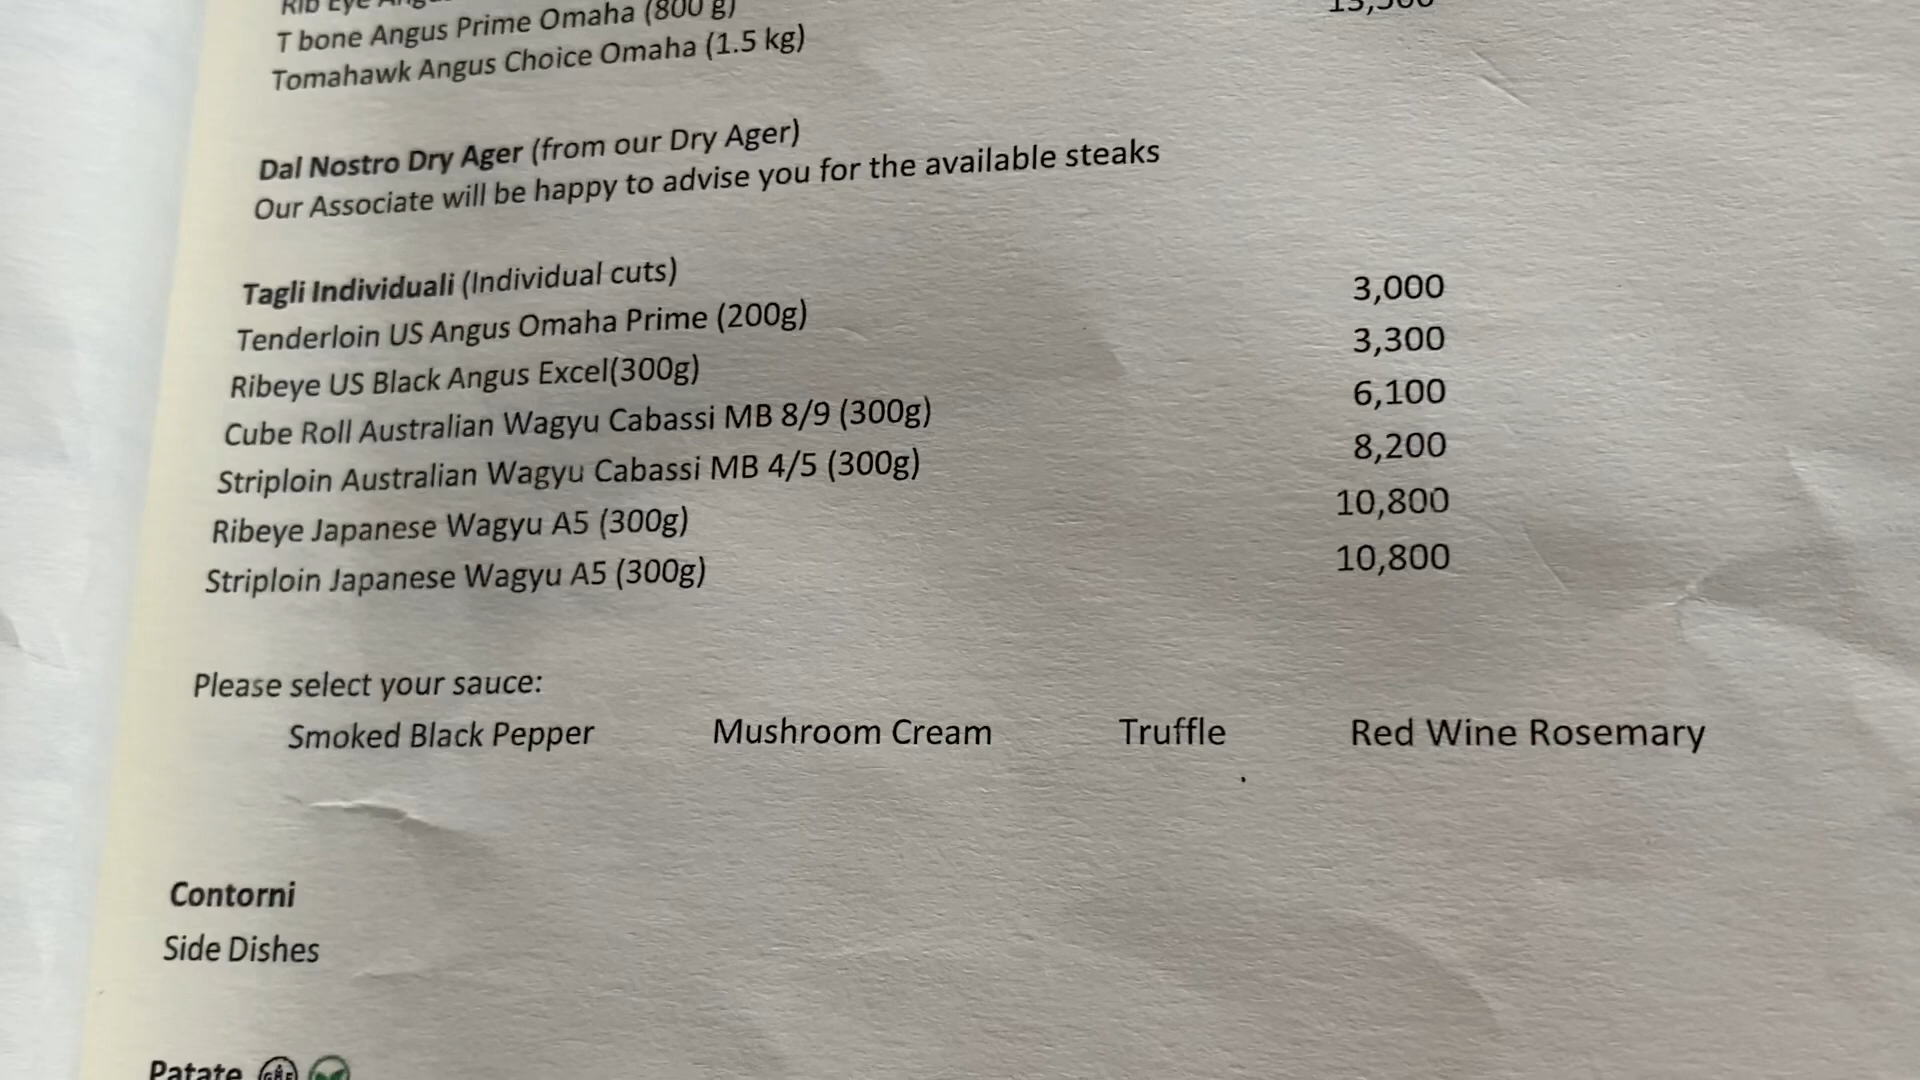 Rib Eye
T bone Angus Prime Omaha (800 g)
Tomahawk Angus Choice Omaha (1.5 kg)
Dal Nostro Dry Ager (from our Dry Ager)
Our Associate will be happy to advise you for the available steaks
Tagli Individuali (Individual cuts)
Tenderloin US Angus Omaha Prime (200g) 3,000
Ribeye US Black Angus Excel(300g) 3,300
Cube Roll Australian Wagyu Cabassi MB 8/9 (300g) 6,100
Striploin Australian Wagyu Cabassi MB 4/5 (300g) 8,200
Ribeye Japanese Wagyu A5 (300g) 10,800
Striploin Japanese Wagyu A5 (300g) 10,800
Please select your sauce:
Smoked Black Pepper Mushroom Cream Truffle Red Wine Rosemary
Contorni
Side Dishes
Patate